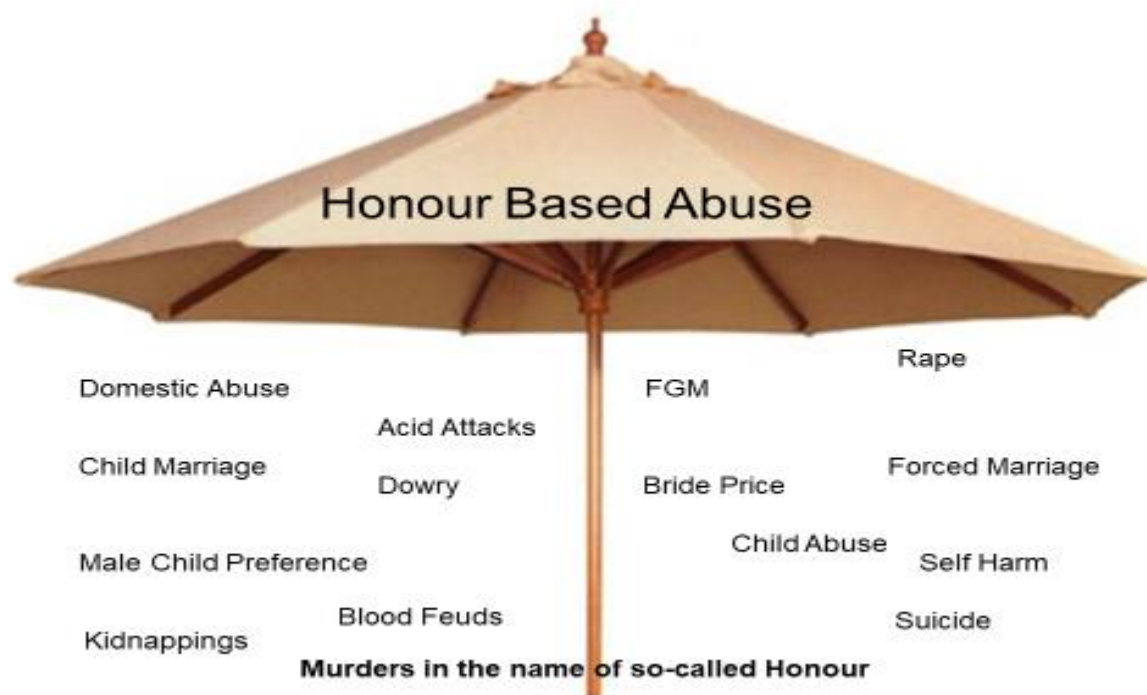 Honour Based Abuse
Rape
Domestic Abuse
FGM
Acid Attacks
Child Marriage
Forced Marriage
Dowry
Bride Price
Child Abuse
Male Child Preference
Self Harm
Blood Feuds
Suicide
Kidnappings
Murders in the name of so-called Honour